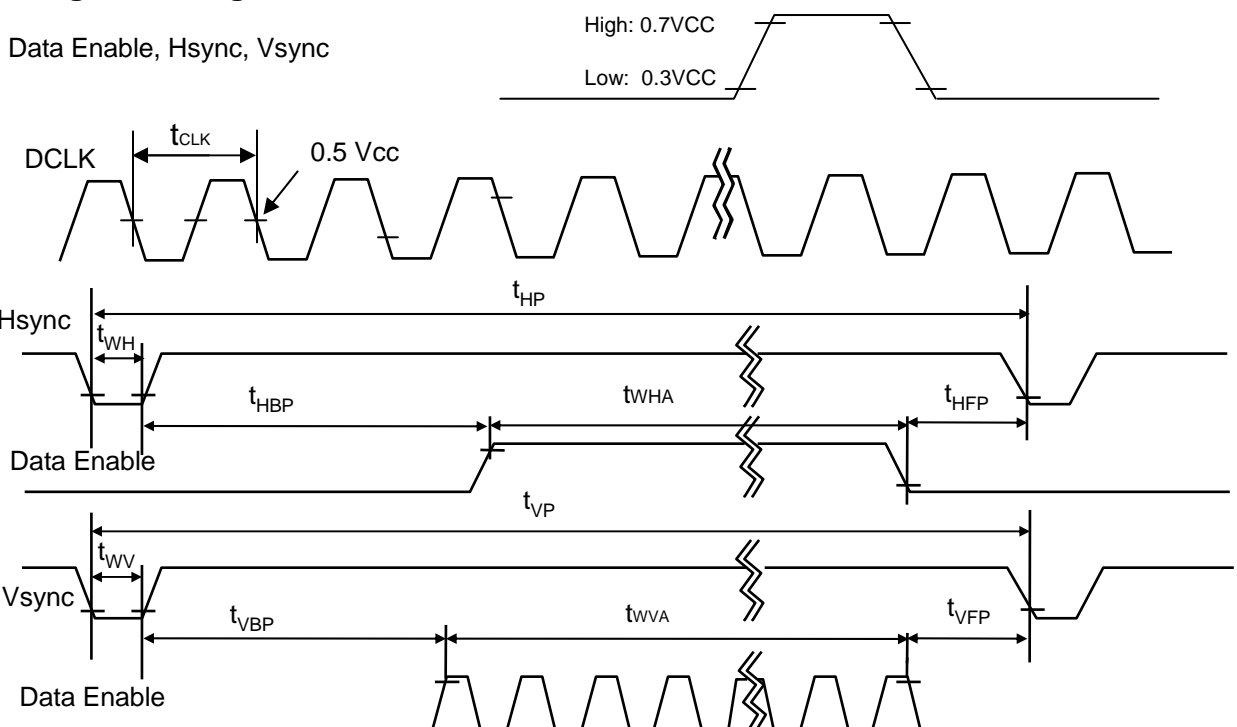 High: 0.7VCC
Data Enable, Hsync, Vsync
Low: 0.3VCC
tCLK
DCLK
0.5 Vcc
tHP
Hsync
tWH
tHBP
tWHA
tHFP
Data Enable
tVP
tWV
Vsync
tVBP
tWVA
tVFP
Data Enable